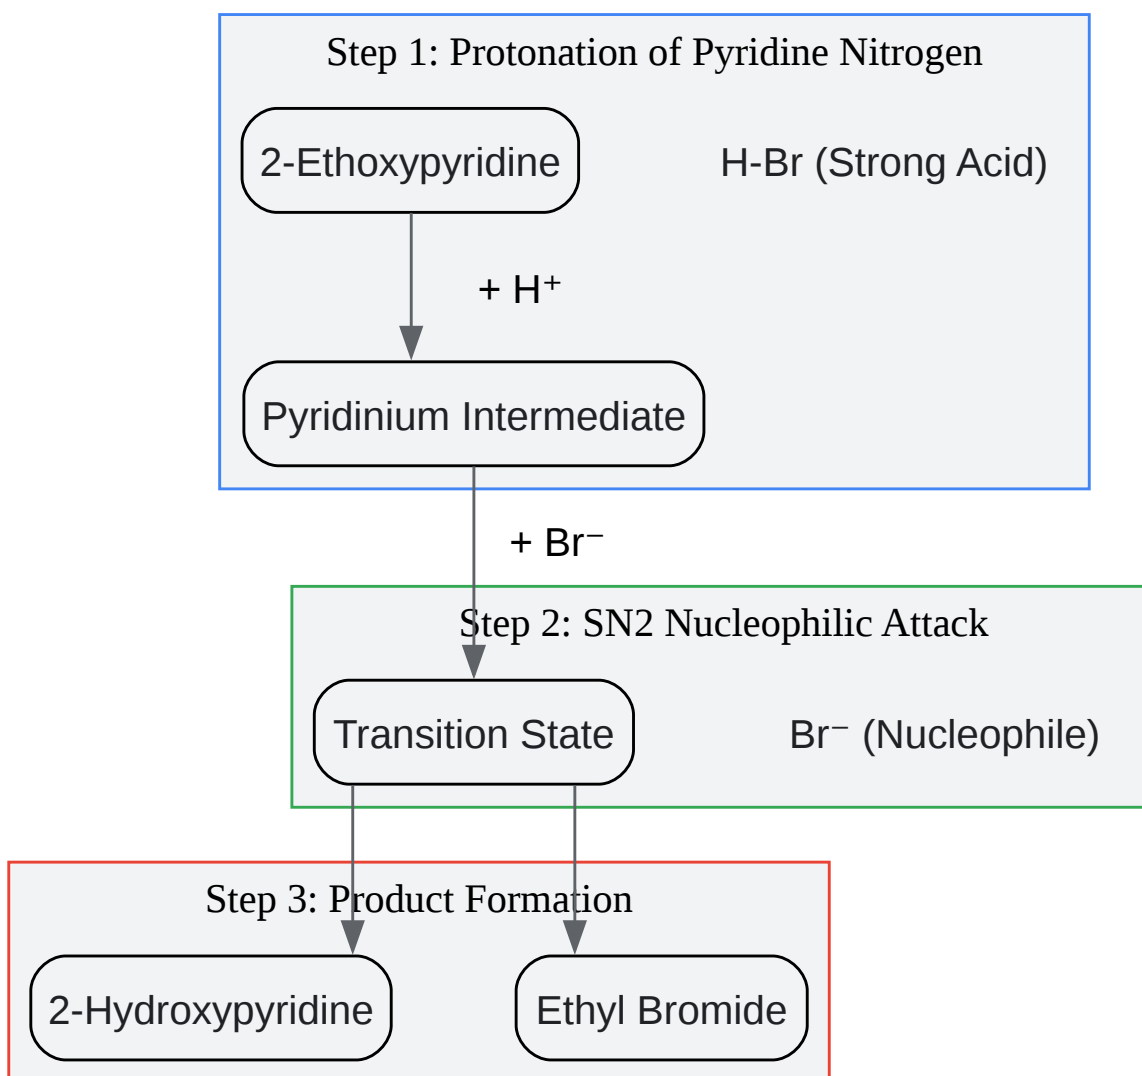 Step 1: Protonation of Pyridine Nitrogen
2-Ethoxypyridine
H-Br (Strong Acid)
+ H⁺
Pyridinium Intermediate
+ Br⁻
Step 2: SN2 Nucleophilic Attack
Transition State
Br⁻ (Nucleophile)
Step 3: Product Formation
2-Hydroxypyridine
Ethyl Bromide